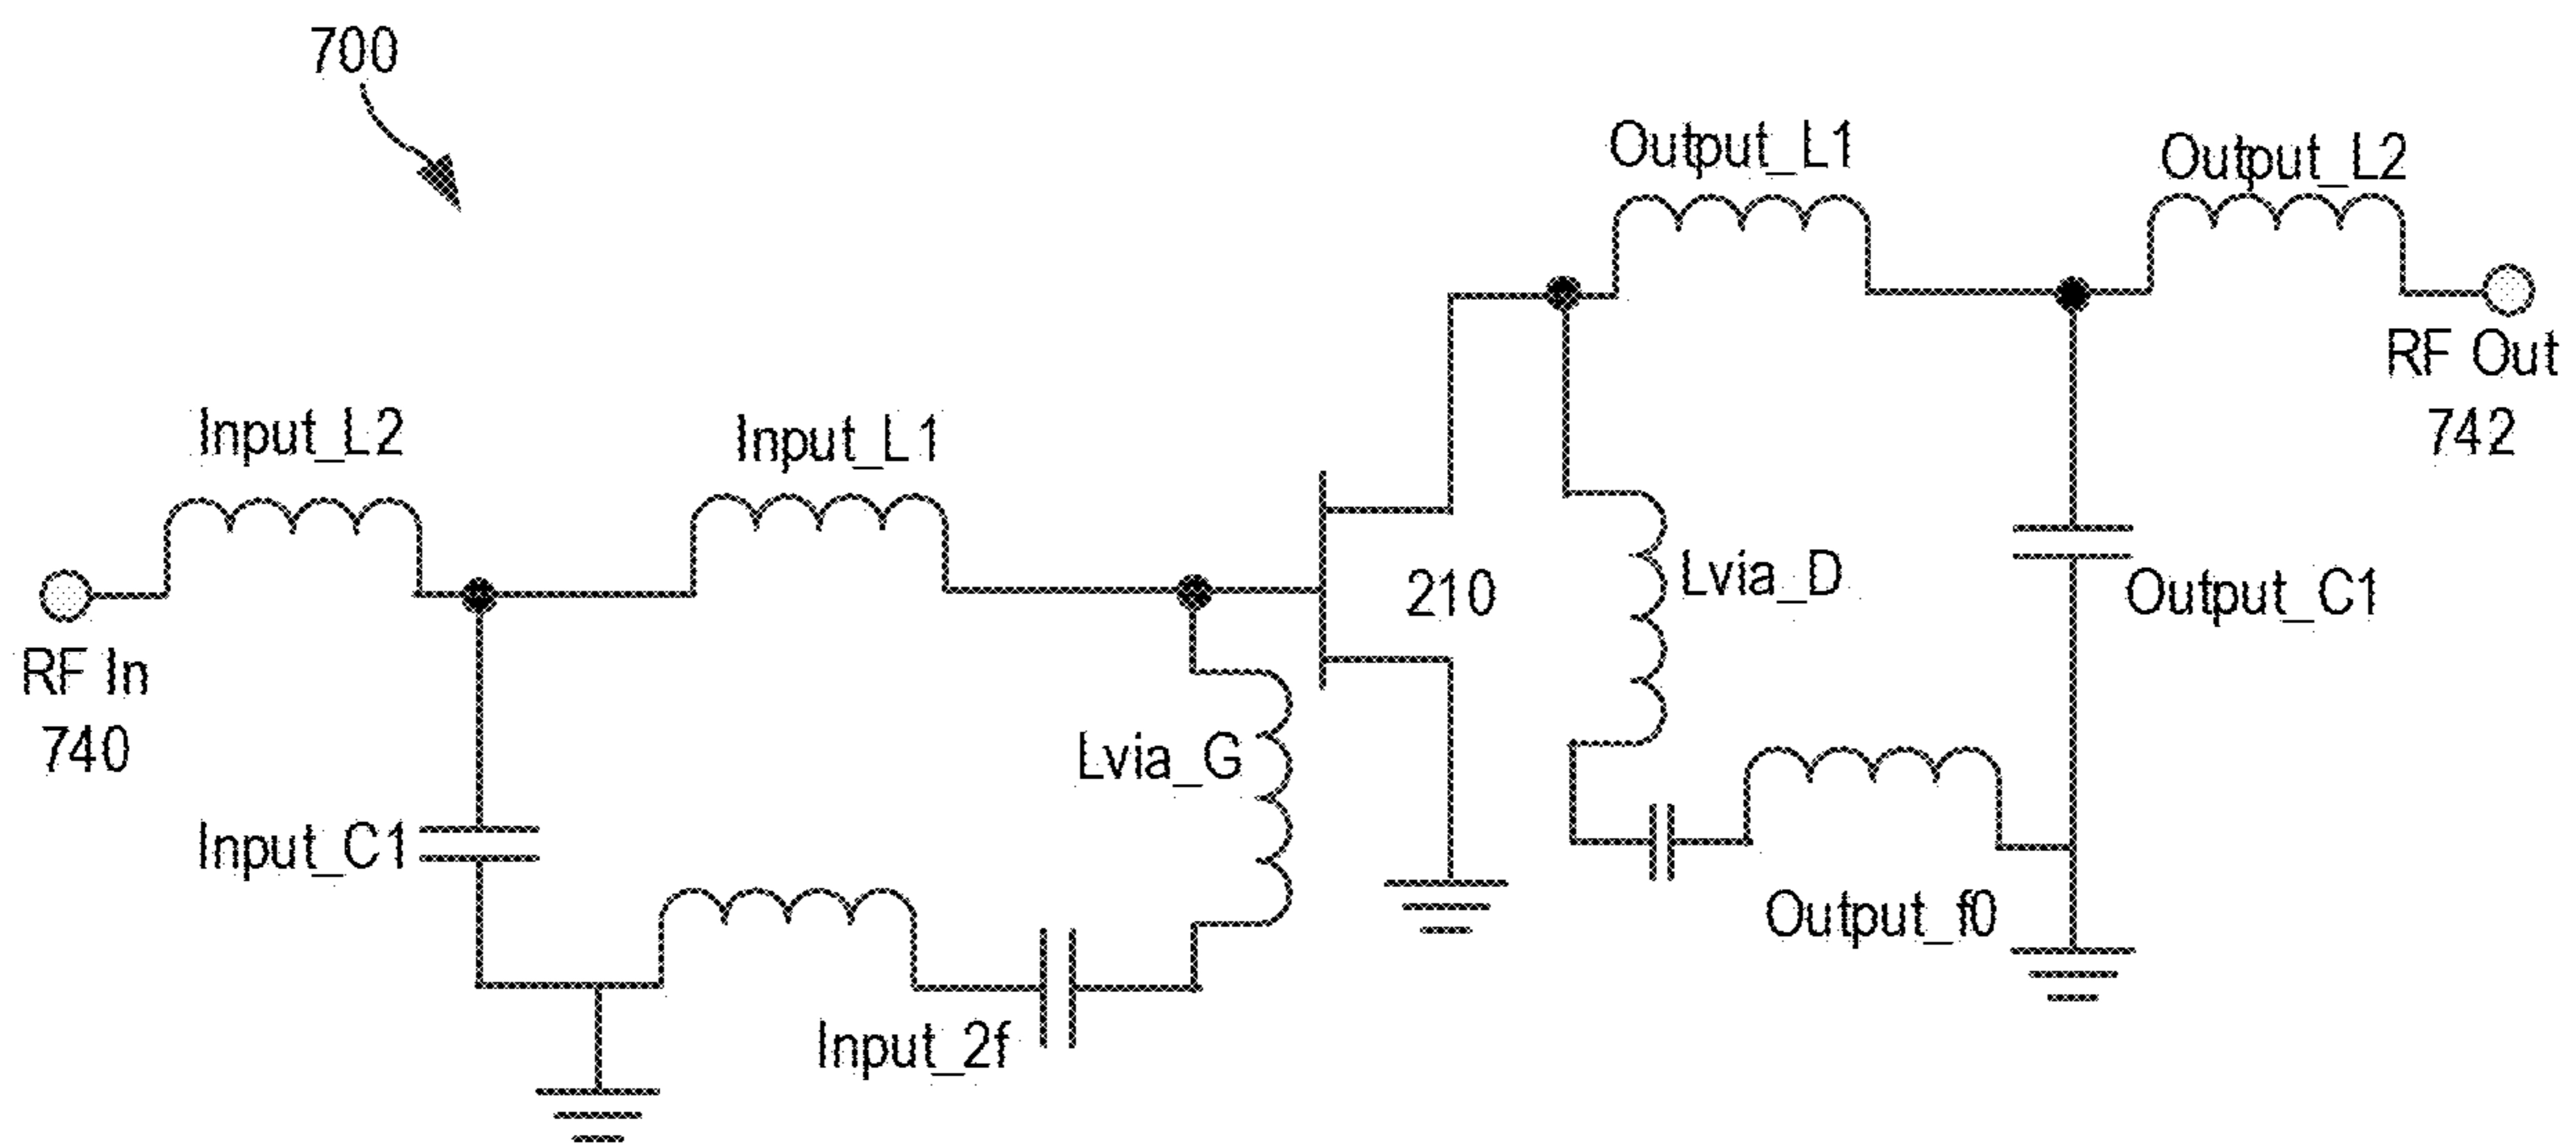 700
Output_L1
Output_L2
RF Out
742
Input_L2
Input_L1
210
Lvia_D
Output_C1
RF In
740
Lvia_G
Input_C1
Output_f0
Input_2f